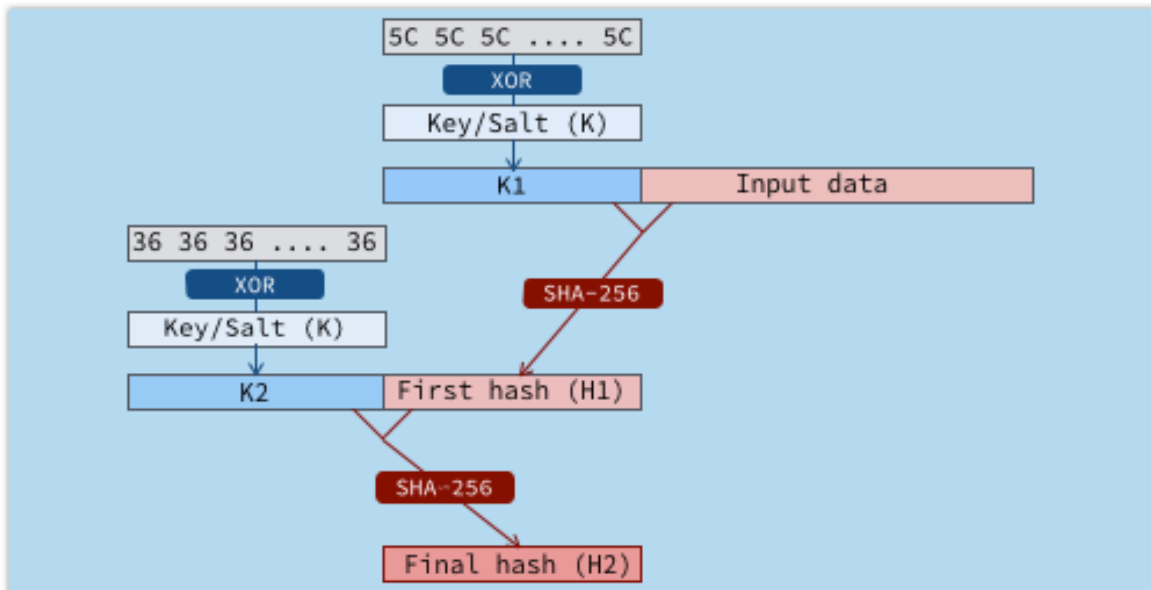 5C 5C 5C .... 5C
XOR
Key/Salt (K)
K1
Input data
36 36 36 .... 36
XOR
SHA-256
Key/Salt (K)
K2
First hash (H1)
SHA-256
Final hash (H2)